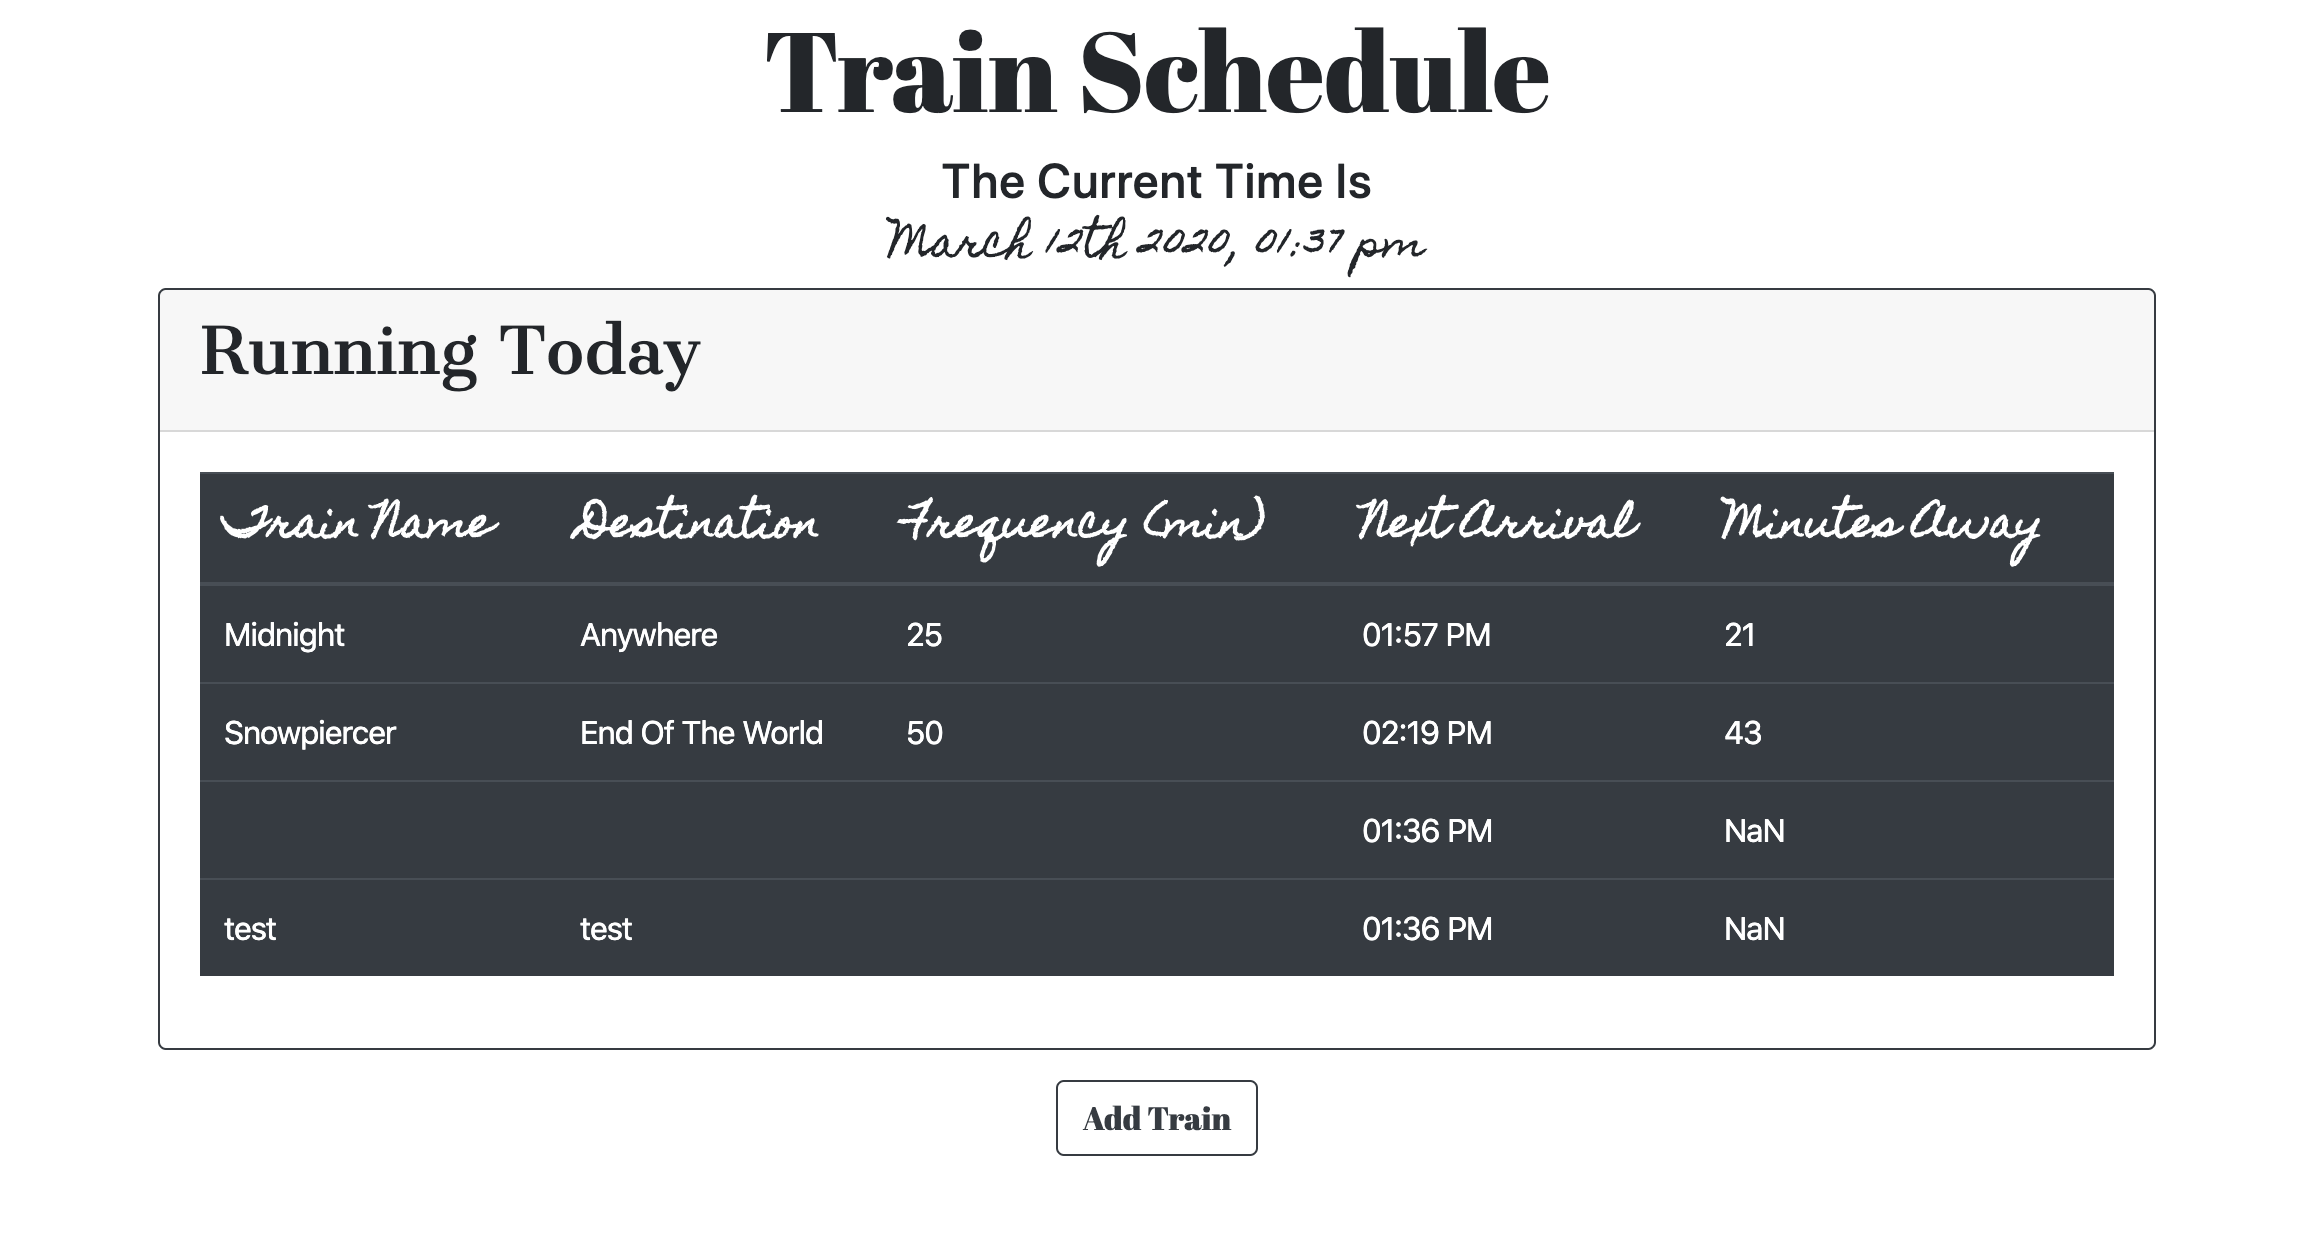 Train Schedule
The Current Time Is
March 12th 2020, 01:37 pm
Running Today
Train Name Destination Frequency (min) Next Arrival Minutes Away
Midnight Anywhere 25 01:57 PM 21
Snowpiercer End Of The World 50 02:19 PM 43
01:36 PM NaN
test test 01:36 PM NaN
Add Train